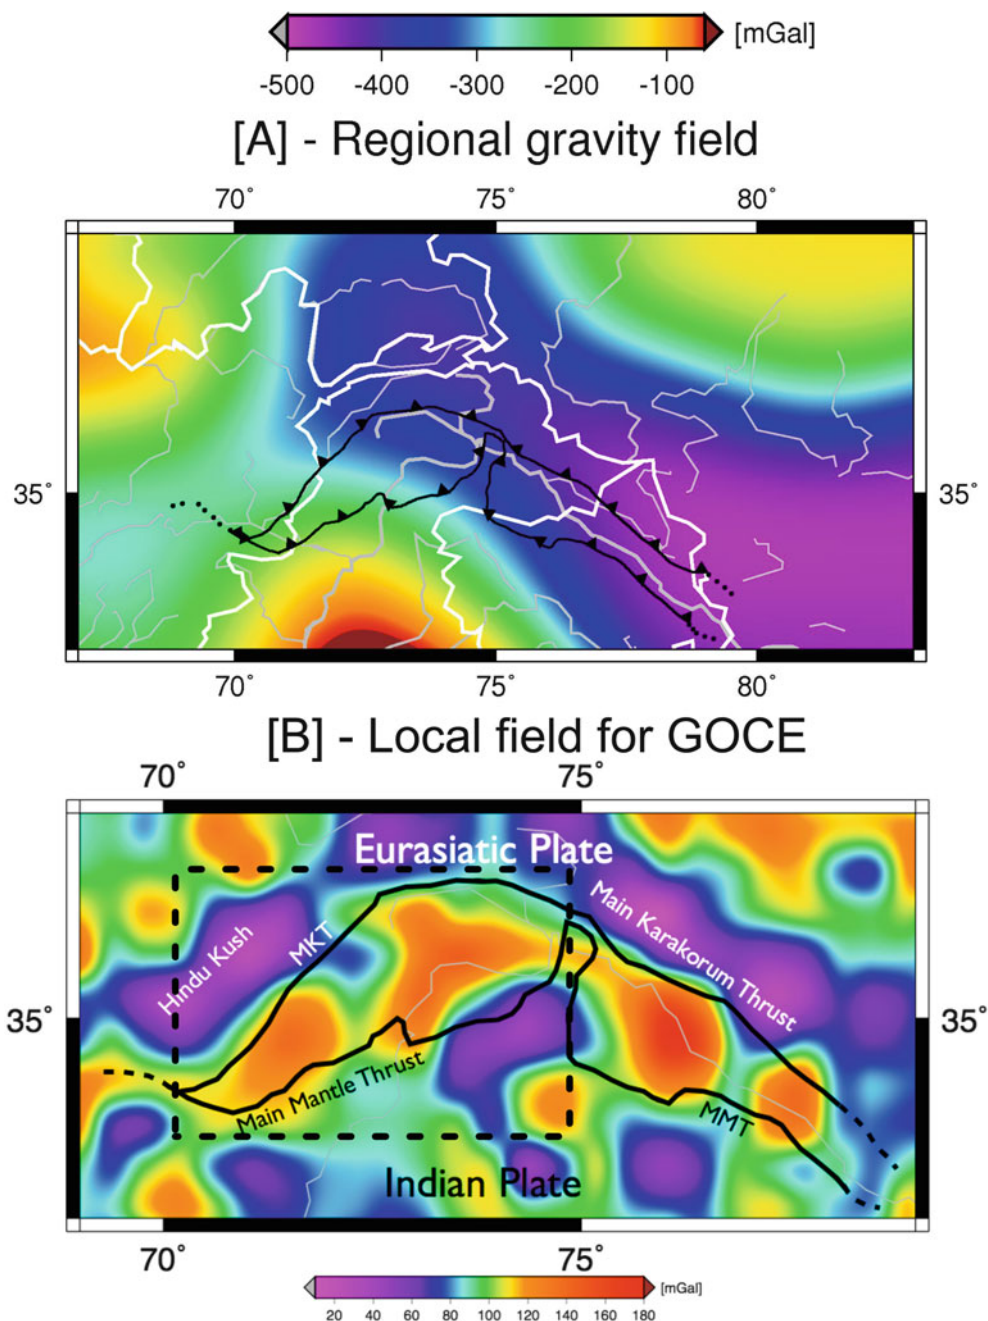 [mGal]
-500 -400 -300 -200 -100
[A] - Regional gravity field
70° 75° 80°
35° 35°
70° 75° 80°
[B] - Local field for GOCE
70° 75°
Eurasiatic Plate
Main Karakorum Thrust
Hindu Kush
MKT
35° 35°
Main Mantle Thrust
MMT
Indian Plate
70° 75°
[mGal]
20 40 60 80 100 120 140 160 180